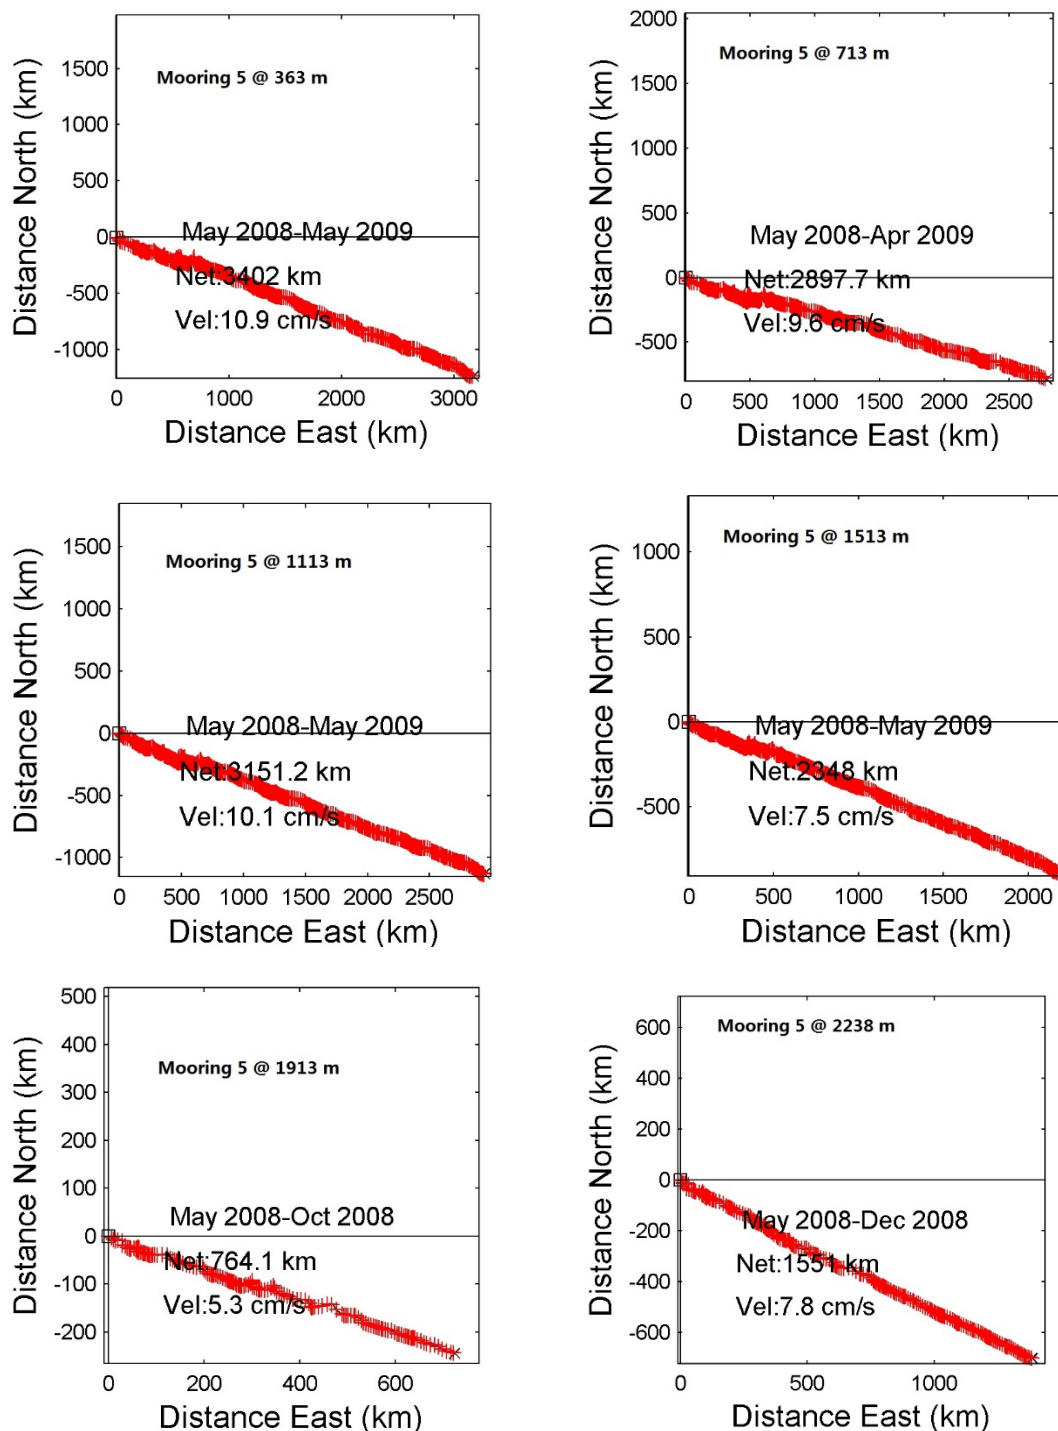 Mooring 5 @ 363 m
Distance North (km)
1500
1000
500
0
-500
-1000
May 2008-May 2009
Net:3402 km
Vel:10.9 cm/s
0 1000 2000 3000
Distance East (km)
Mooring 5 @ 713 m
Distance North (km)
2000
1500
1000
500
0
-500
May 2008-Apr 2009
Net:2897.7 km
Vel:9.6 cm/s
0 500 1000 1500 2000 2500
Distance East (km)
Mooring 5 @ 1113 m
Distance North (km)
1500
1000
500
0
-500
-1000
May 2008-May 2009
Net:3151.2 km
Vel:10.1 cm/s
0 500 1000 1500 2000 2500
Distance East (km)
Mooring 5 @ 1513 m
Distance North (km)
1000
500
0
-500
May 2008-May 2009
Net:2348 km
Vel:7.5 cm/s
0 500 1000 1500 2000
Distance East (km)
Mooring 5 @ 1913 m
Distance North (km)
500
400
300
200
100
0
-100
-200
May 2008-Oct 2008
Net:764.1 km
Vel:5.3 cm/s
0 200 400 600
Distance East (km)
Mooring 5 @ 2238 m
Distance North (km)
600
400
200
0
-200
-400
-600
May 2008-Dec 2008
Net:1551 km
Vel:7.8 cm/s
0 500 1000
Distance East (km)